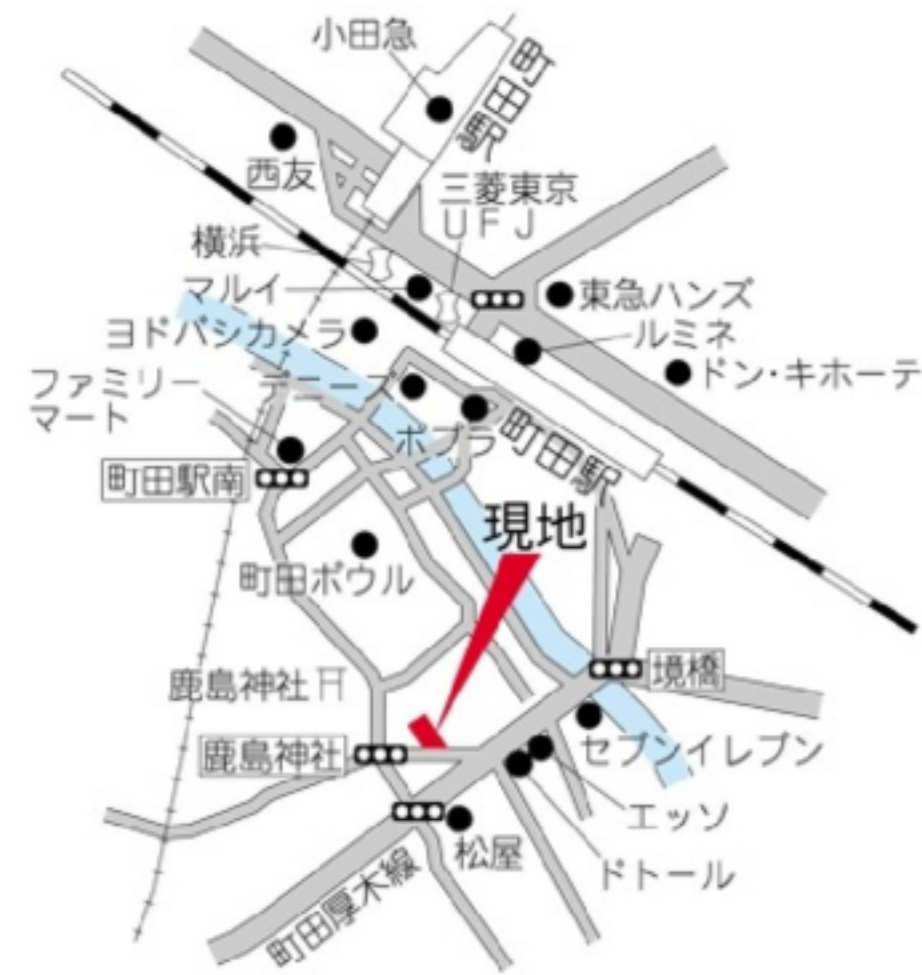 小田急
町田駅
西友
三菱東京
UFJ
横浜
マルイ
東急ハンズ
ヨドバシカメラ
ルミネ
ドン・キホーテ
ファミリー
マート
デニーズ
ポプラ
町田駅
町田駅南
現地
町田ボウル
境橋
鹿島神社
鹿島神社
セブンイレブン
エッソ
松屋
ドトール
町田厚木線